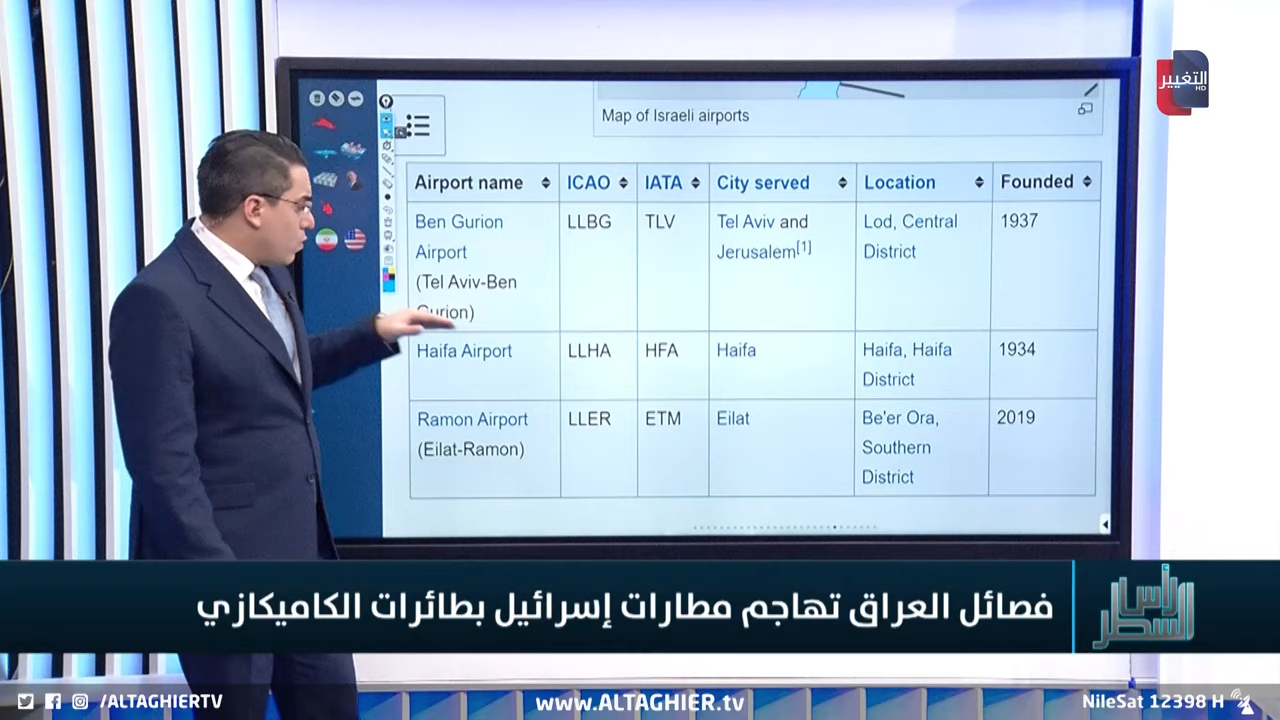 التغيير
HD
Map of Israeli airports
Airport name ICAO IATA City served Location Founded
Ben Gurion Airport (Tel Aviv-Ben Gurion) LLBG TLV Tel Aviv and Jerusalem[1] Lod, Central District 1937
Haifa Airport LLHA HFA Haifa Haifa, Haifa District 1934
Ramon Airport (Eilat-Ramon) LLER ETM Eilat Be'er Ora, Southern District 2019
رأس السطر
فصائل العراق تهاجم مطارات إسرائيل بطائرات الكاميكازي
/ALTAGHIERTV
www.ALTAGHIER.tv
NileSat 12398 H